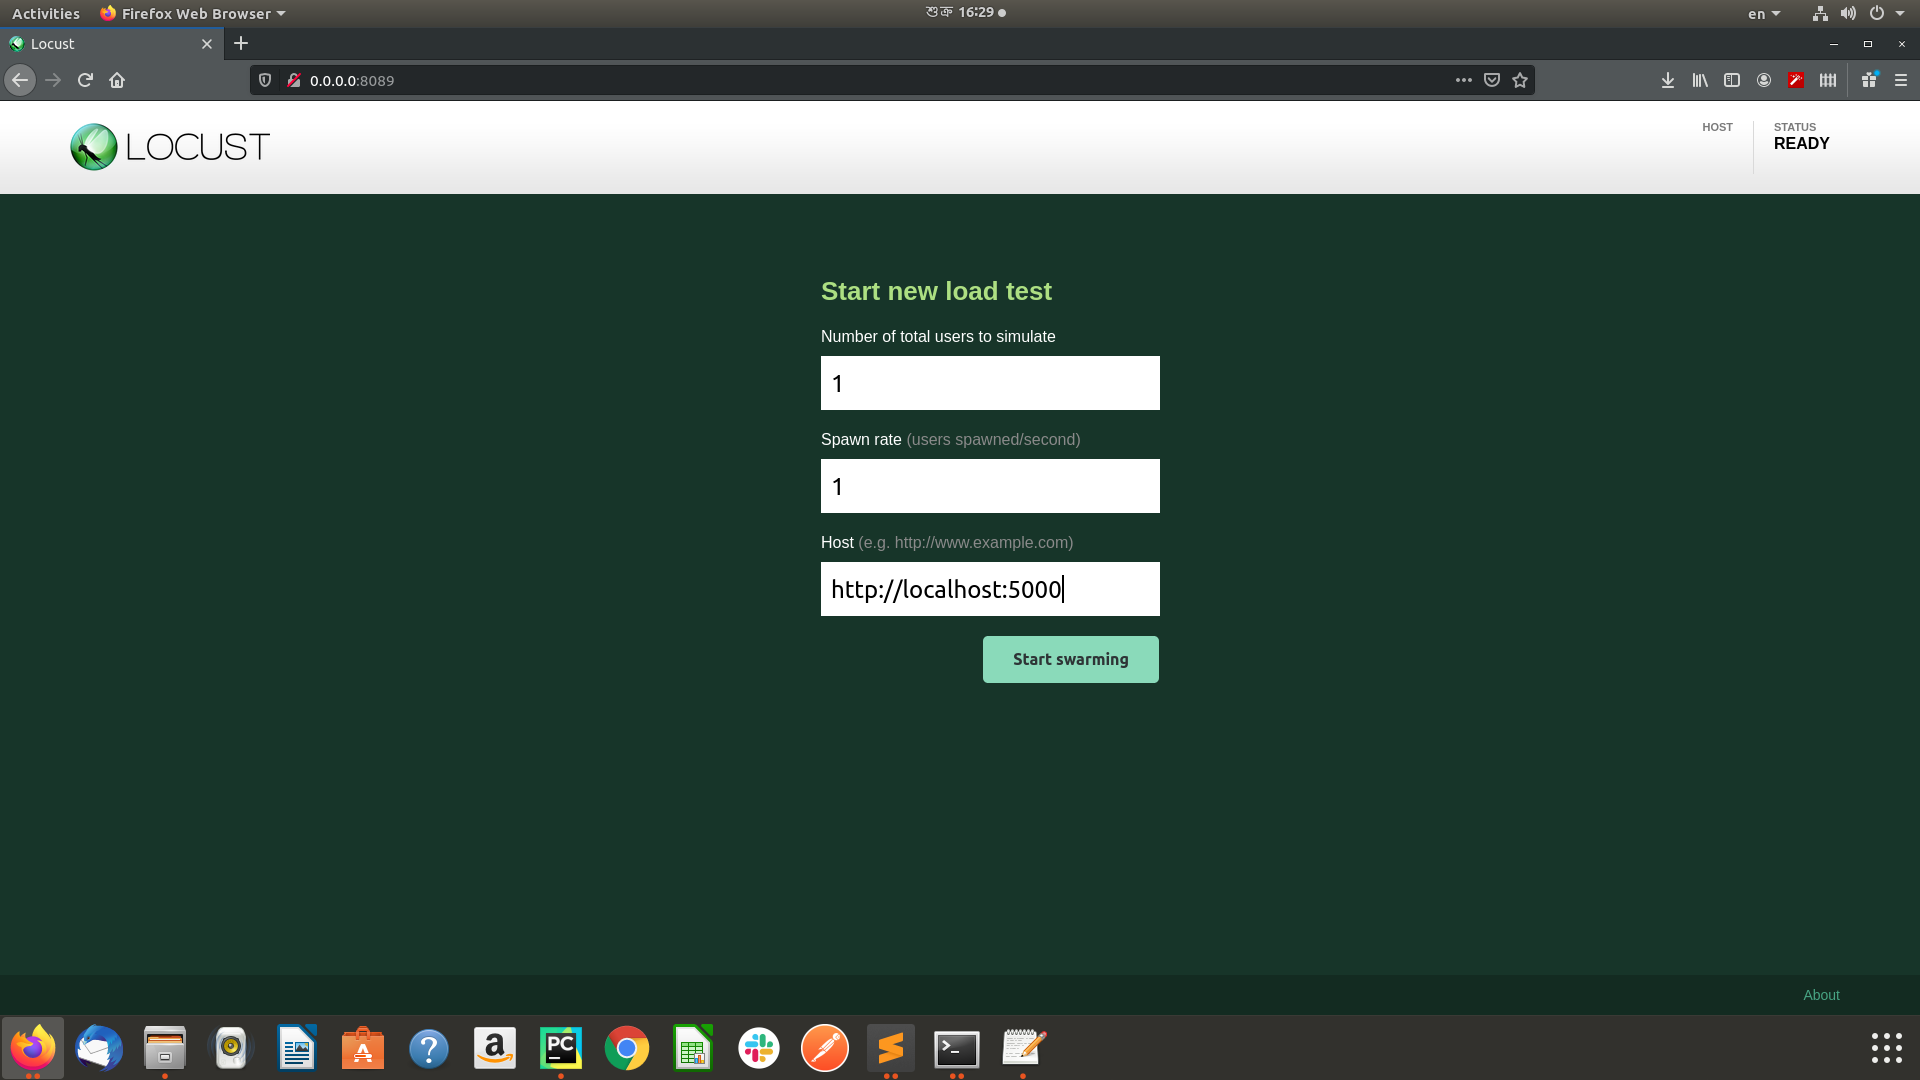 Activities Firefox Web Browser শুক্র 16:29 en
Locust
0.0.0.0:8089
LOCUST HOST STATUS
READY
Start new load test
Number of total users to simulate
1
Spawn rate (users spawned/second)
1
Host (e.g. http://www.example.com)
http://localhost:5000
Start swarming
About
PC